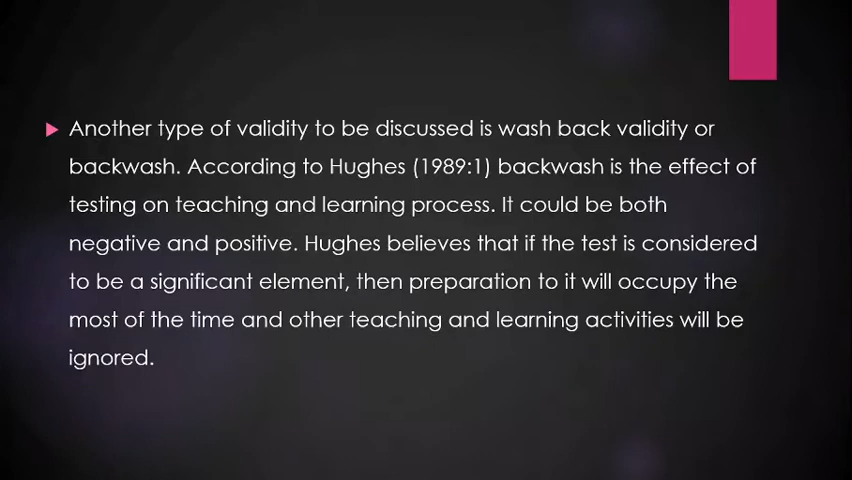 Another type of validity to be discussed is wash back validity or
backwash. According to Hughes (1989:1) backwash is the effect of
testing on teaching and learning process. It could be both
negative and positive. Hughes believes that if the test is considered
to be a significant element, then preparation to it will occupy the
most of the time and other teaching and learning activities will be
ignored.